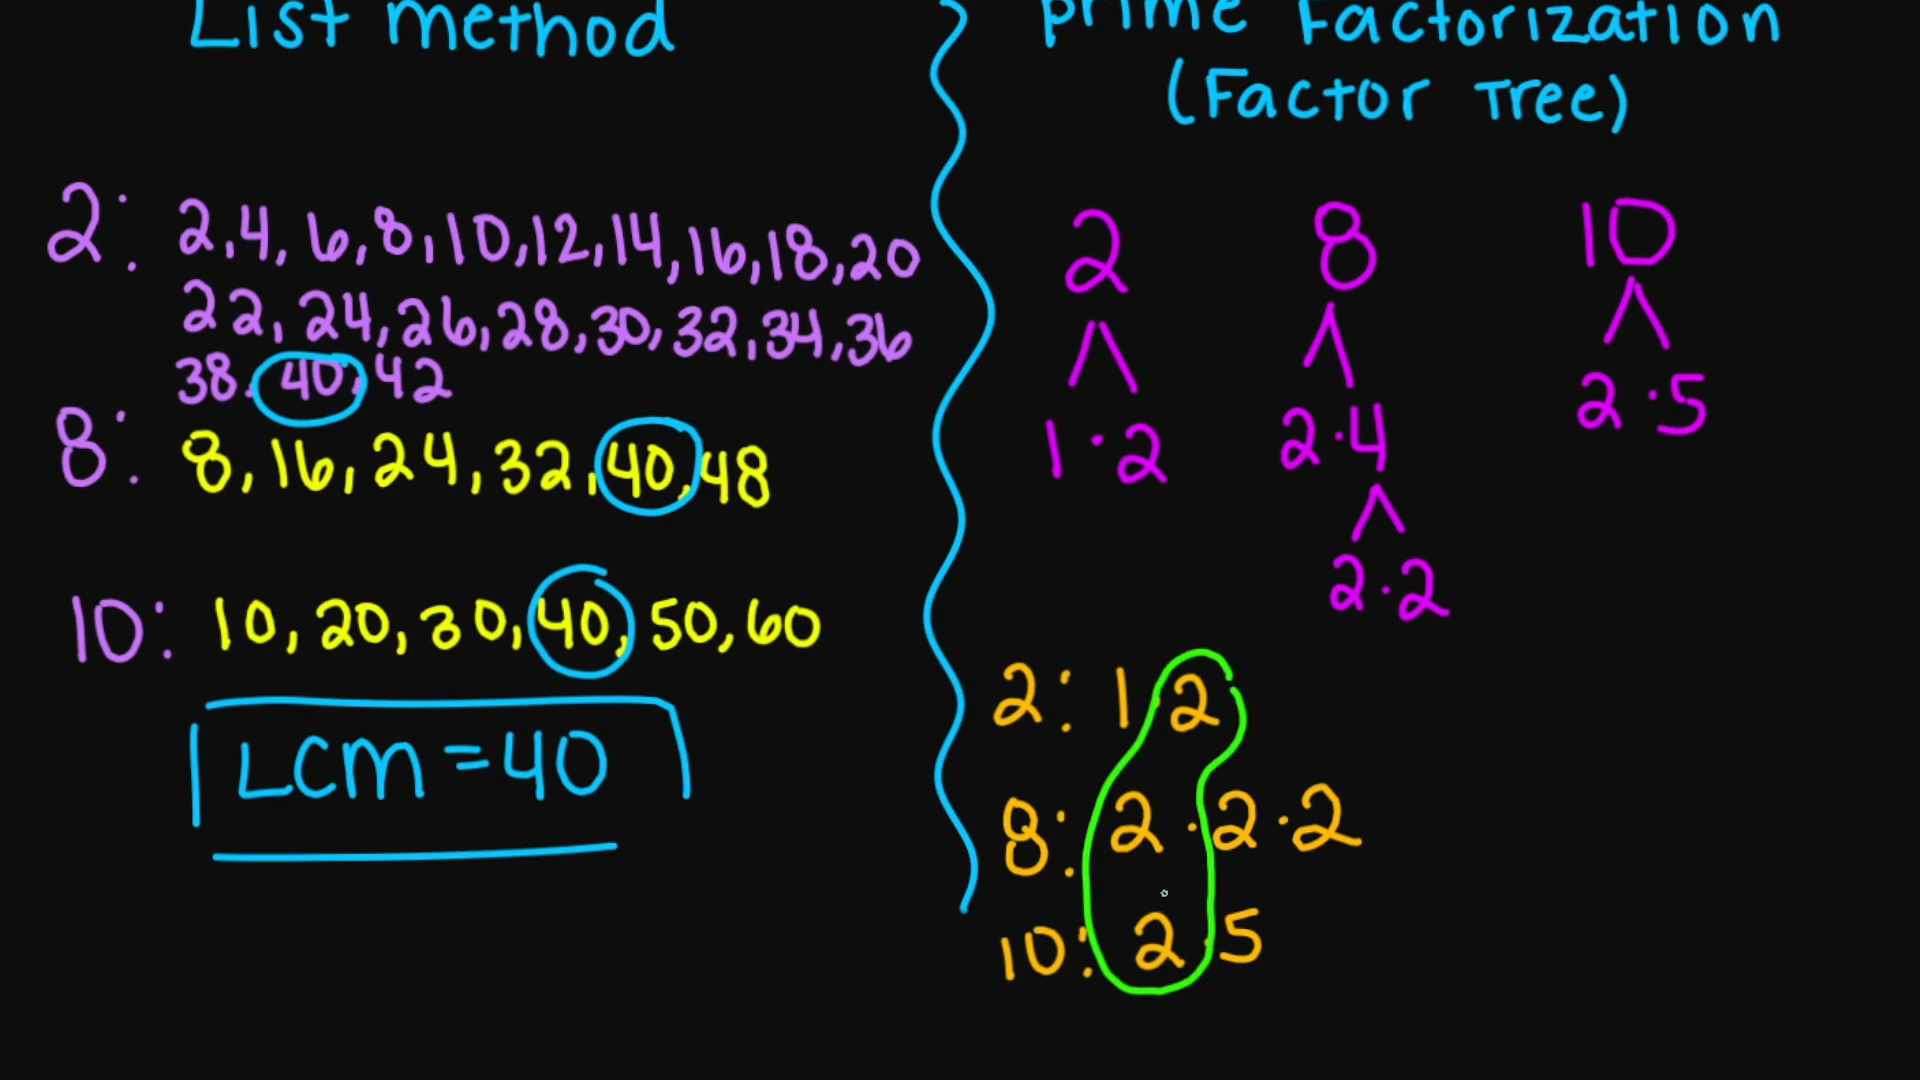 List method
2: 2,4,6,8,10,12,14,16,18,20
22,24,26,28,30,32,34,36
38,40,42
8: 8,16,24,32,40,48
10: 10,20,30,40,50,60
LCM=40
prime Factorization
(Factor Tree)
2 8 10
1·2 2·4 2·5
2·2
2: 1 2
8: 2·2·2
10: 2·5